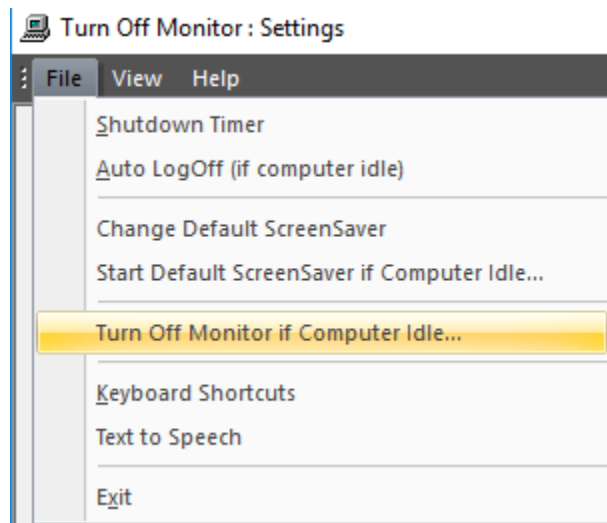 Turn Off Monitor : Settings
File View Help
Shutdown Timer
Auto LogOff (if computer idle)
Change Default ScreenSaver
Start Default ScreenSaver if Computer Idle...
Turn Off Monitor if Computer Idle...
Keyboard Shortcuts
Text to Speech
Exit